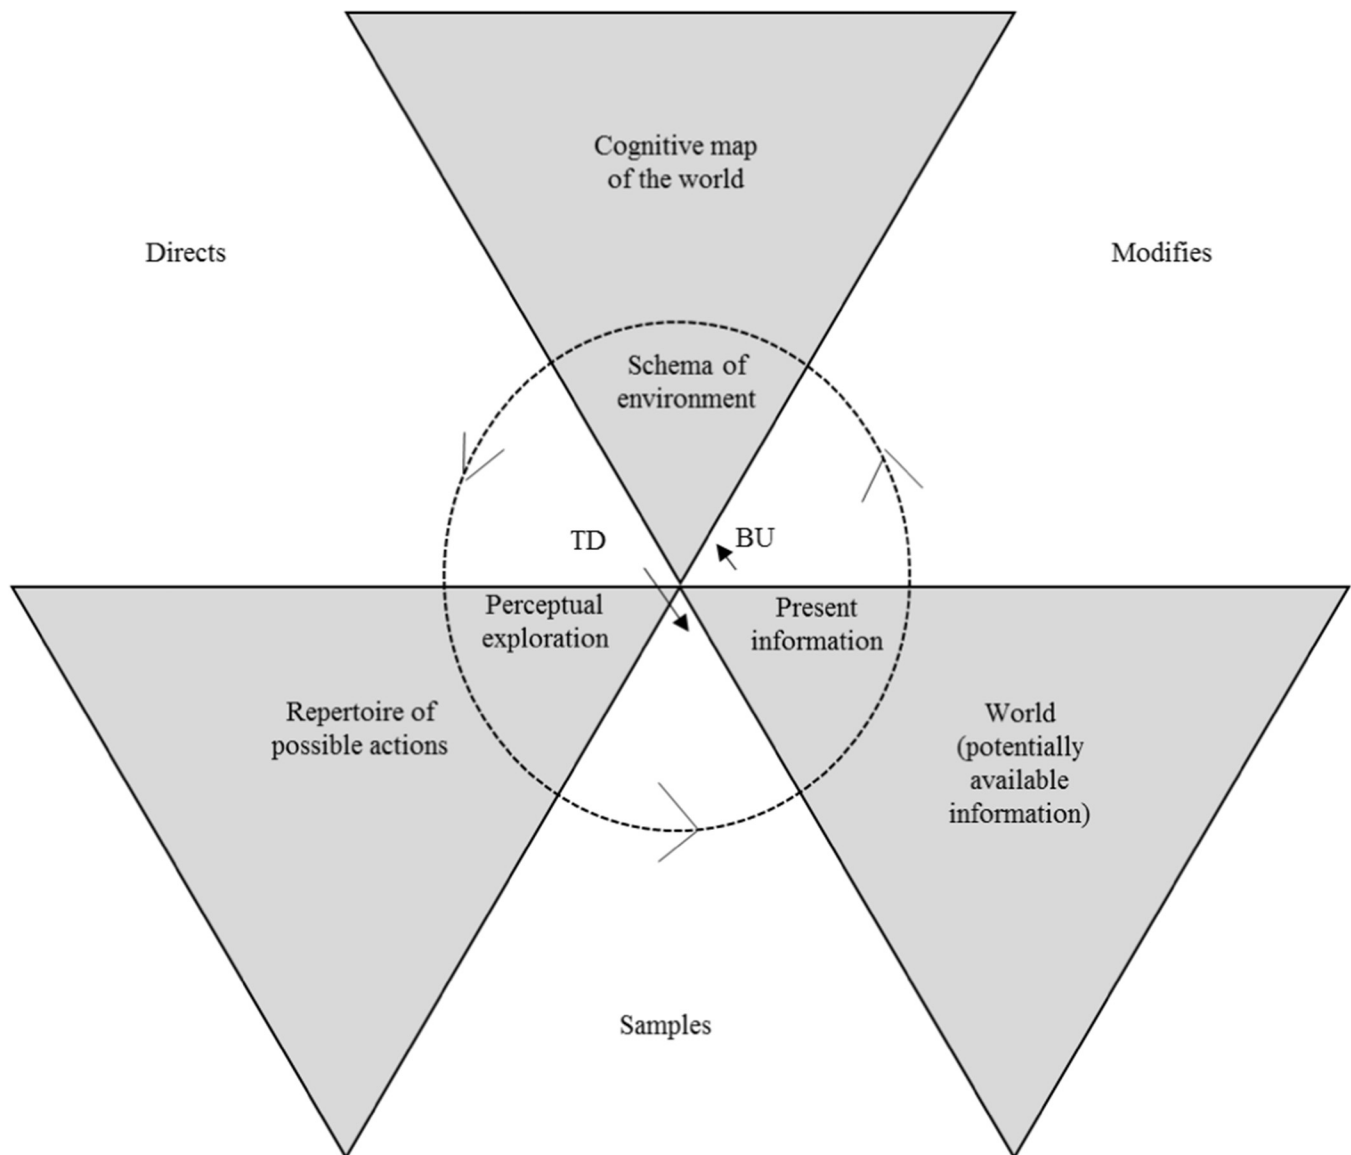 Cognitive map
of the world
Directs
Modifies
Schema of
environment
TD
BU
Perceptual
exploration
Present
information
Repertoire of
possible actions
World
(potentially
available
information)
Samples